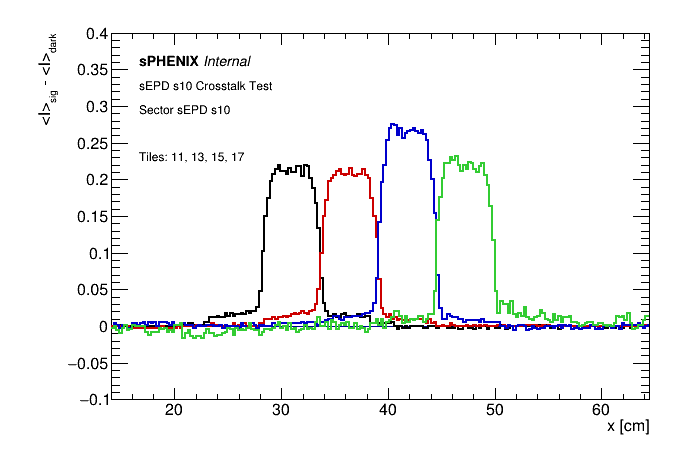 <I>sig - <I>dark
0.4
0.35
0.3
0.25
0.2
0.15
0.1
0.05
0
−0.05
−0.1
sPHENIX Internal
sEPD s10 Crosstalk Test
Sector sEPD s10
Tiles: 11, 13, 15, 17
20 30 40 50 60
x [cm]